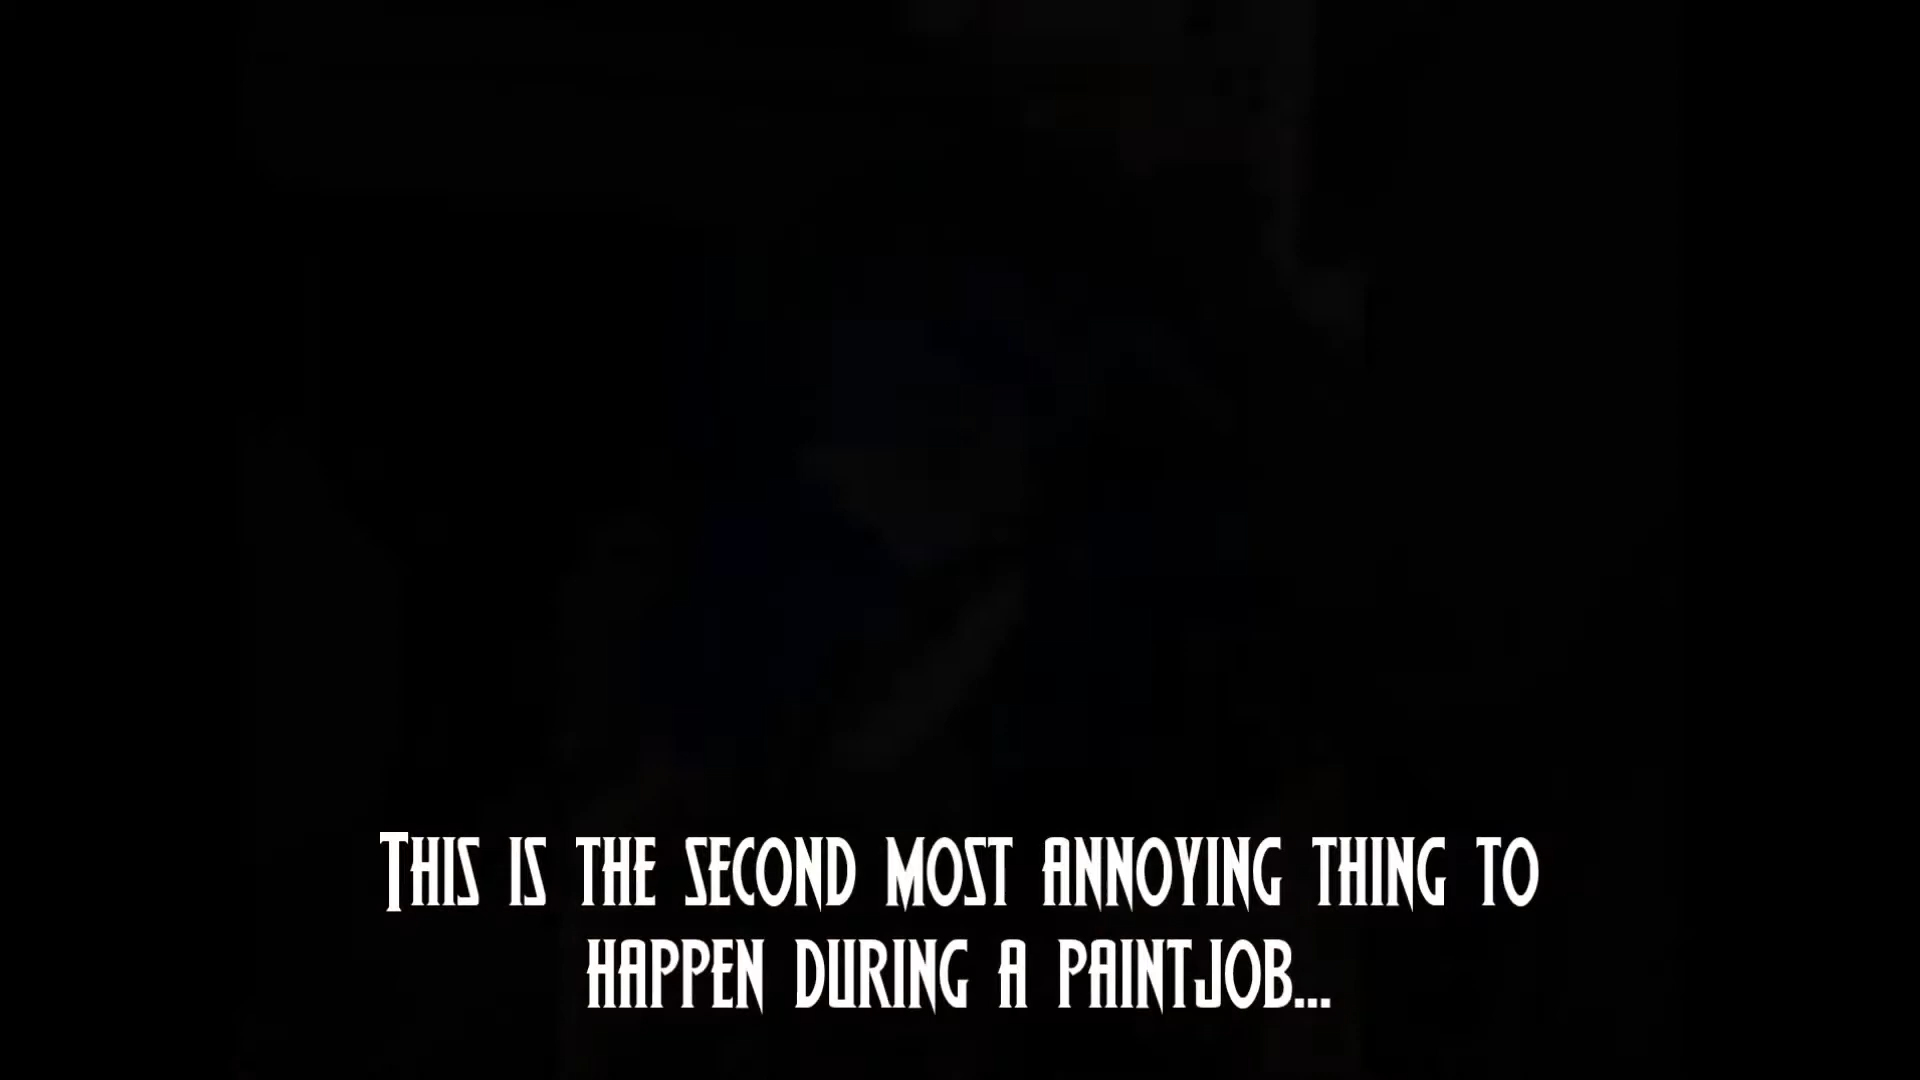 This is the second most annoying thing to
happen during a paintjob...